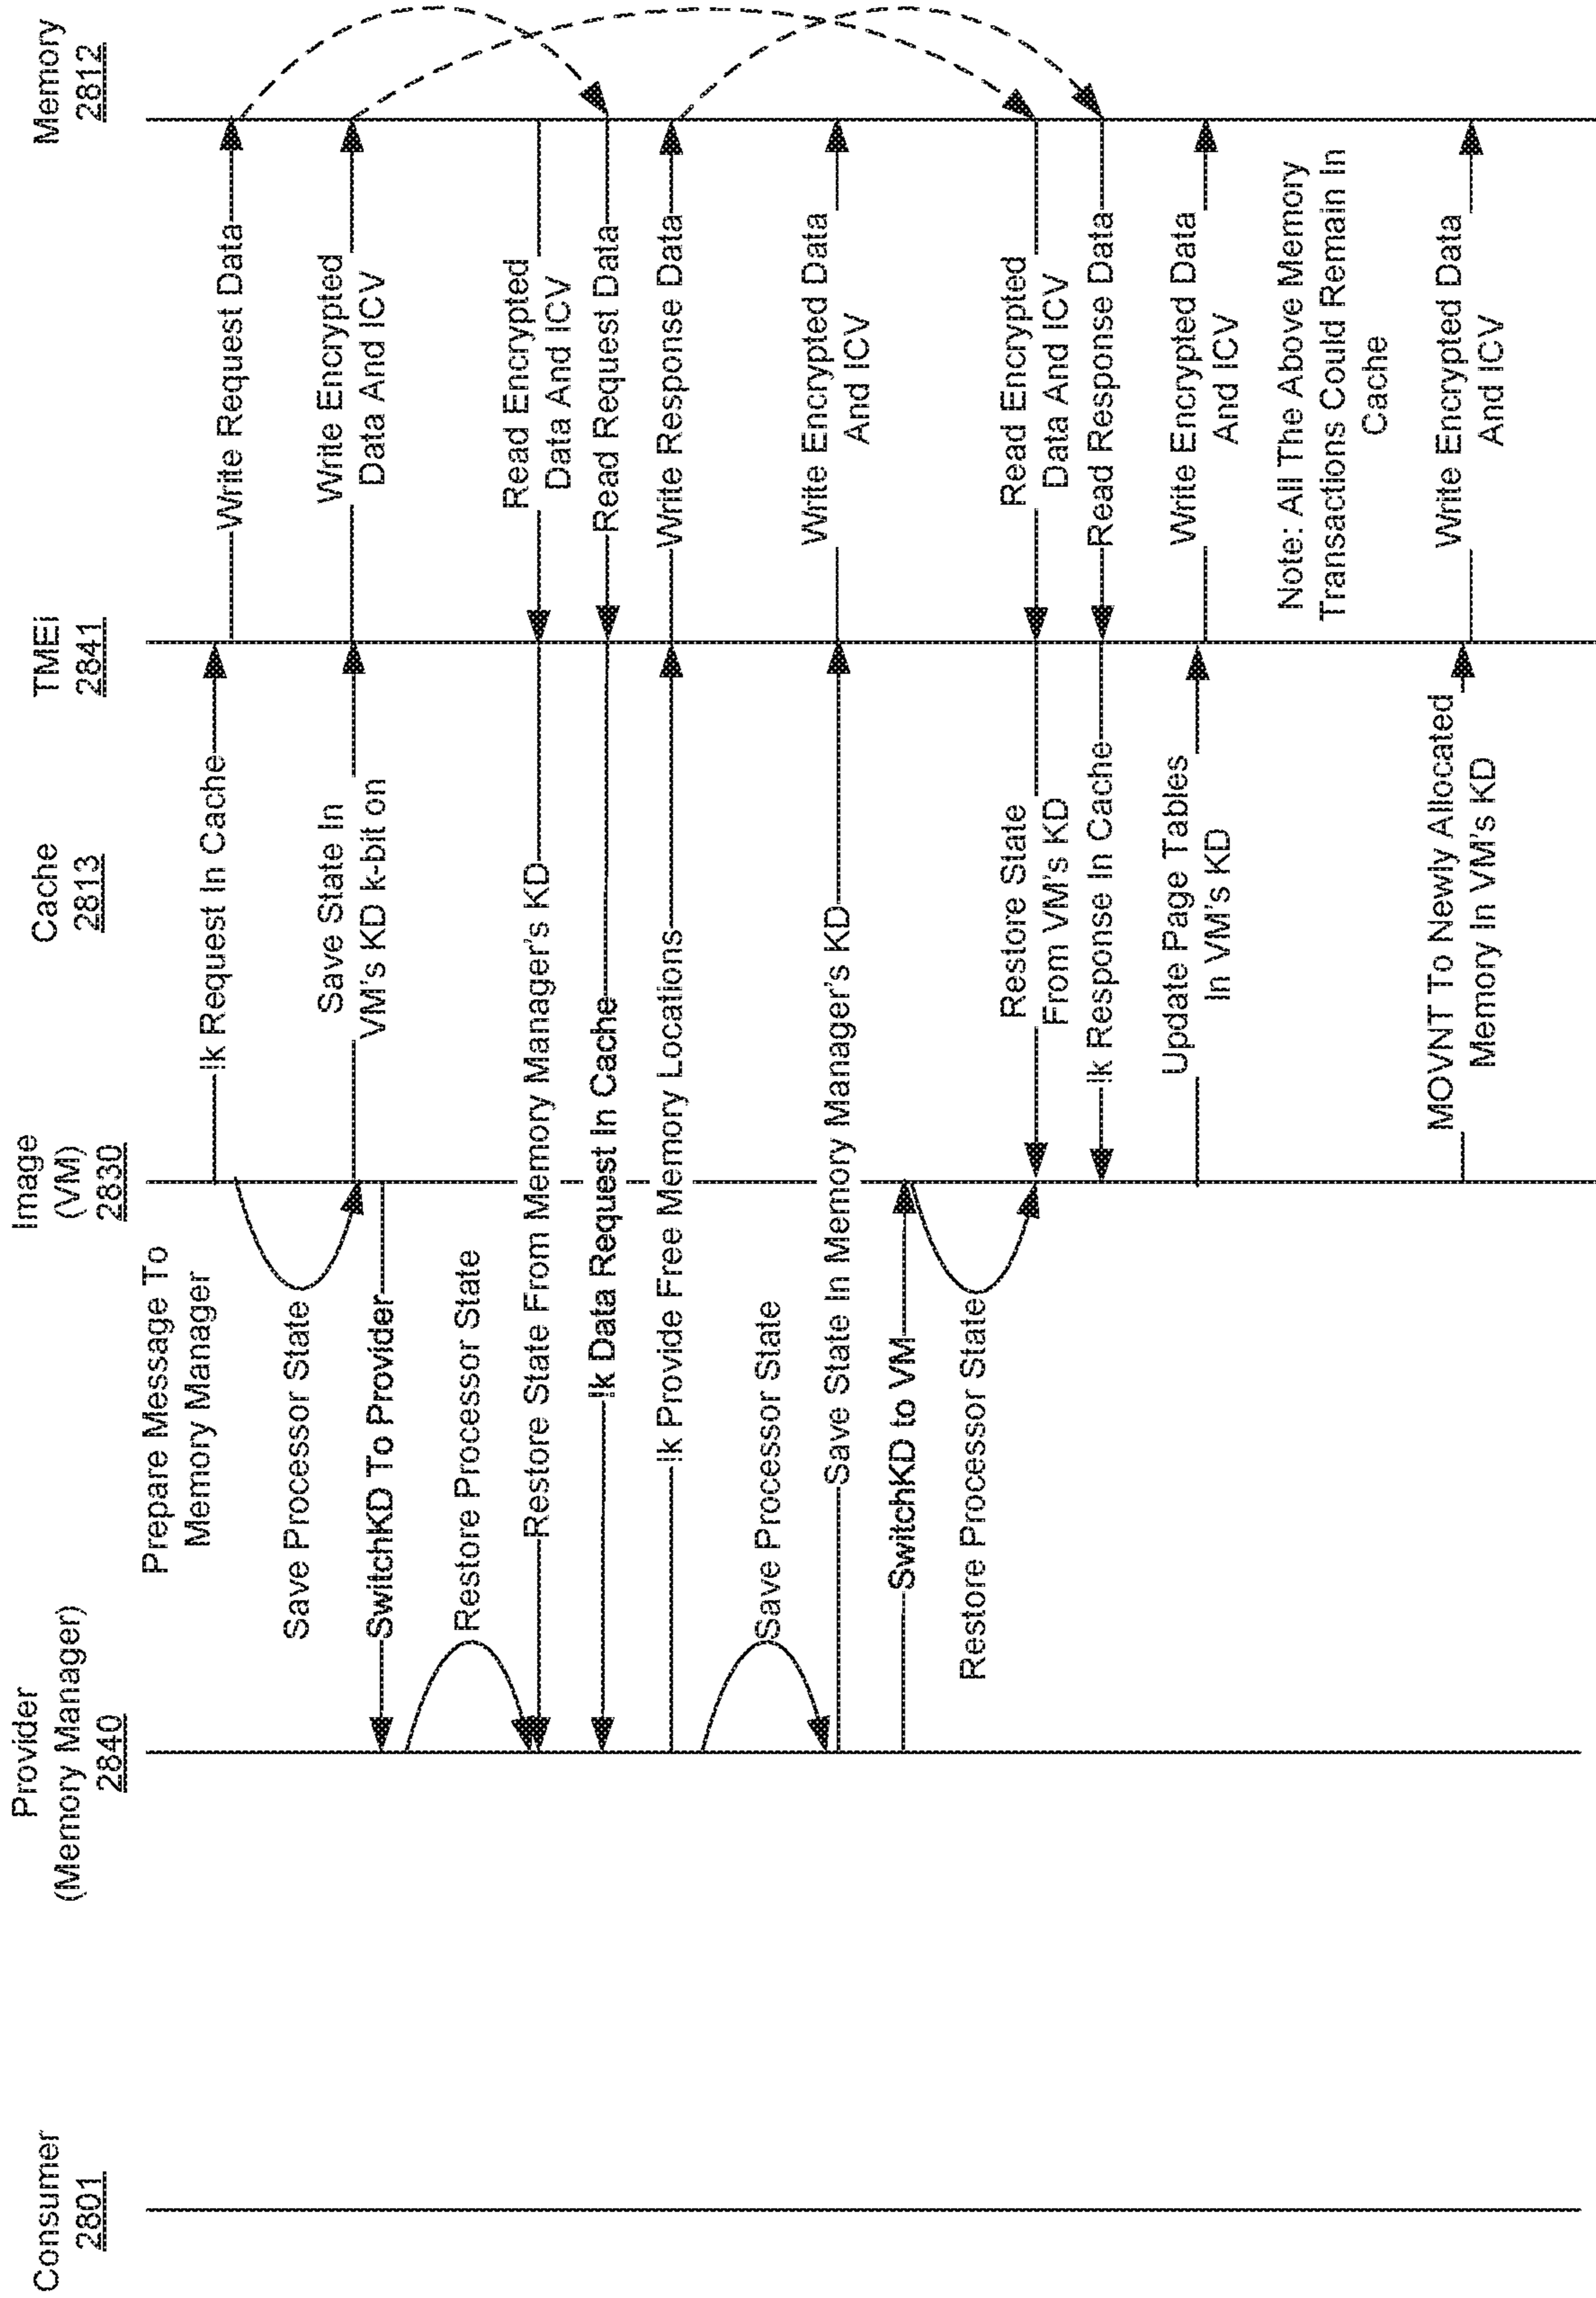 Consumer
2801
Provider
(Memory Manager)
2840
Image
(VM)
2830
Cache
2813
TMEi
2841
Memory
2812
Prepare Message To
Memory Manager
!k Request In Cache
Write Request Data
Save Processor State
Save State In
VM's KD k-bit on
Write Encrypted
Data And ICV
SwitchKD To Provider
Restore Processor State
Restore State From Memory Manager's KD
Read Encrypted
Data And ICV
!k Data Request In Cache
Read Request Data
!k Provide Free Memory Locations
Write Response Data
Save Processor State
Save State In Memory Manager's KD
Write Encrypted Data
And ICV
SwitchKD to VM
Restore Processor State
Restore State
From VM's KD
Read Encrypted
Data And ICV
!k Response In Cache
Read Response Data
Update Page Tables
In VM's KD
Write Encrypted Data
And ICV
Note: All The Above Memory
Transactions Could Remain In
Cache
MOVNT To Newly Allocated
Memory In VM's KD
Write Encrypted Data
And ICV